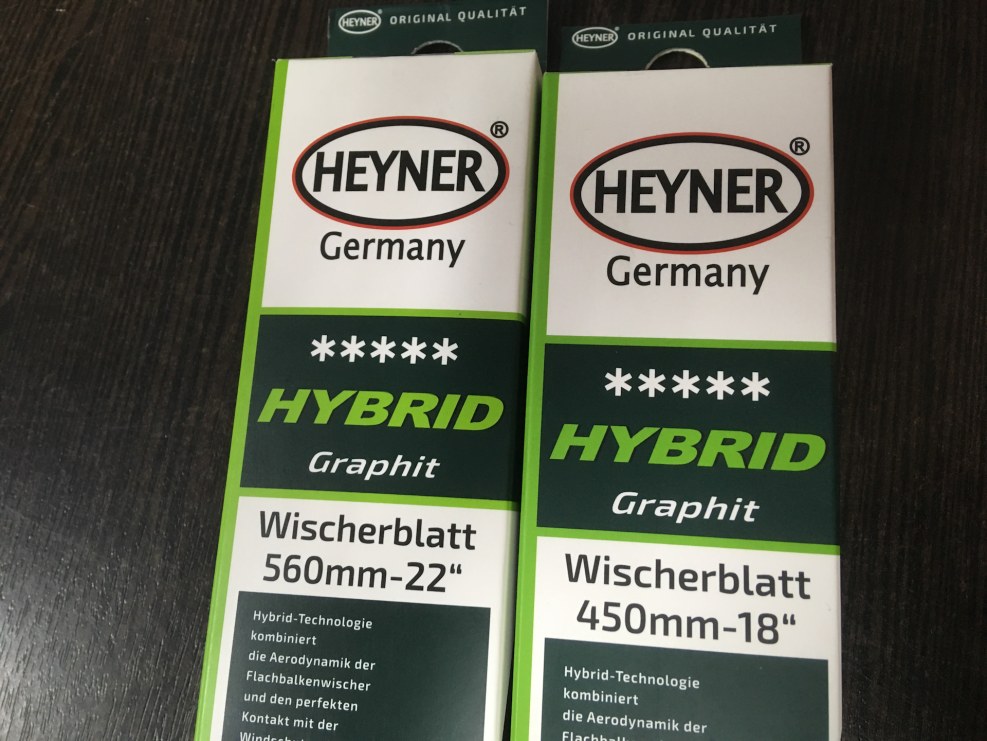 HEYNER ORIGINAL QUALITÄT
HEYNER®
Germany
*****
HYBRID
Graphit
Wischerblatt
560mm-22“
Hybrid-Technologie
kombiniert
die Aerodynamik der
Flachbalkenwischer
und den perfekten
Kontakt mit der
HEYNER ORIGINAL QUALITÄT
HEYNER®
Germany
*****
HYBRID
Graphit
Wischerblatt
450mm-18“
Hybrid-Technologie
kombiniert
die Aerodynamik der